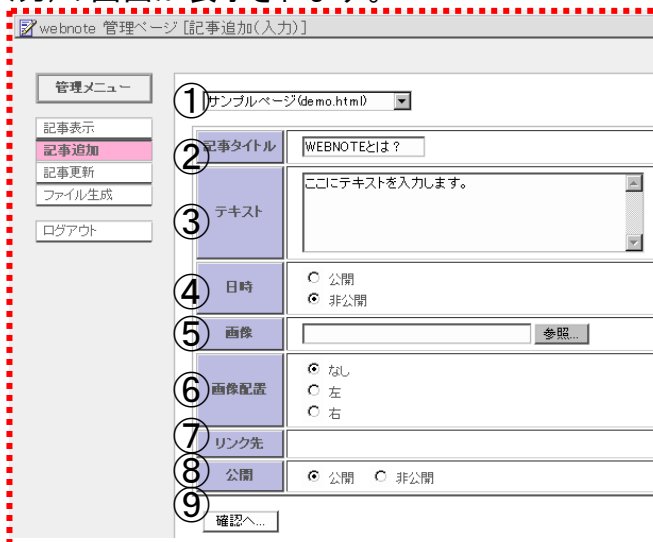 webnote 管理ページ [記事追加(入力)]
管理メニュー
記事表示
記事追加
記事更新
ファイル生成
ログアウト
① サンプルページ(demo.html)
② 記事タイトル WEBNOTEとは?
③ テキスト ここにテキストを入力します。
④ 日時 公開
非公開
⑤ 画像 参照...
⑥ 画像配置 なし
左
右
⑦ リンク先
⑧ 公開 公開 非公開
⑨ 確認へ...